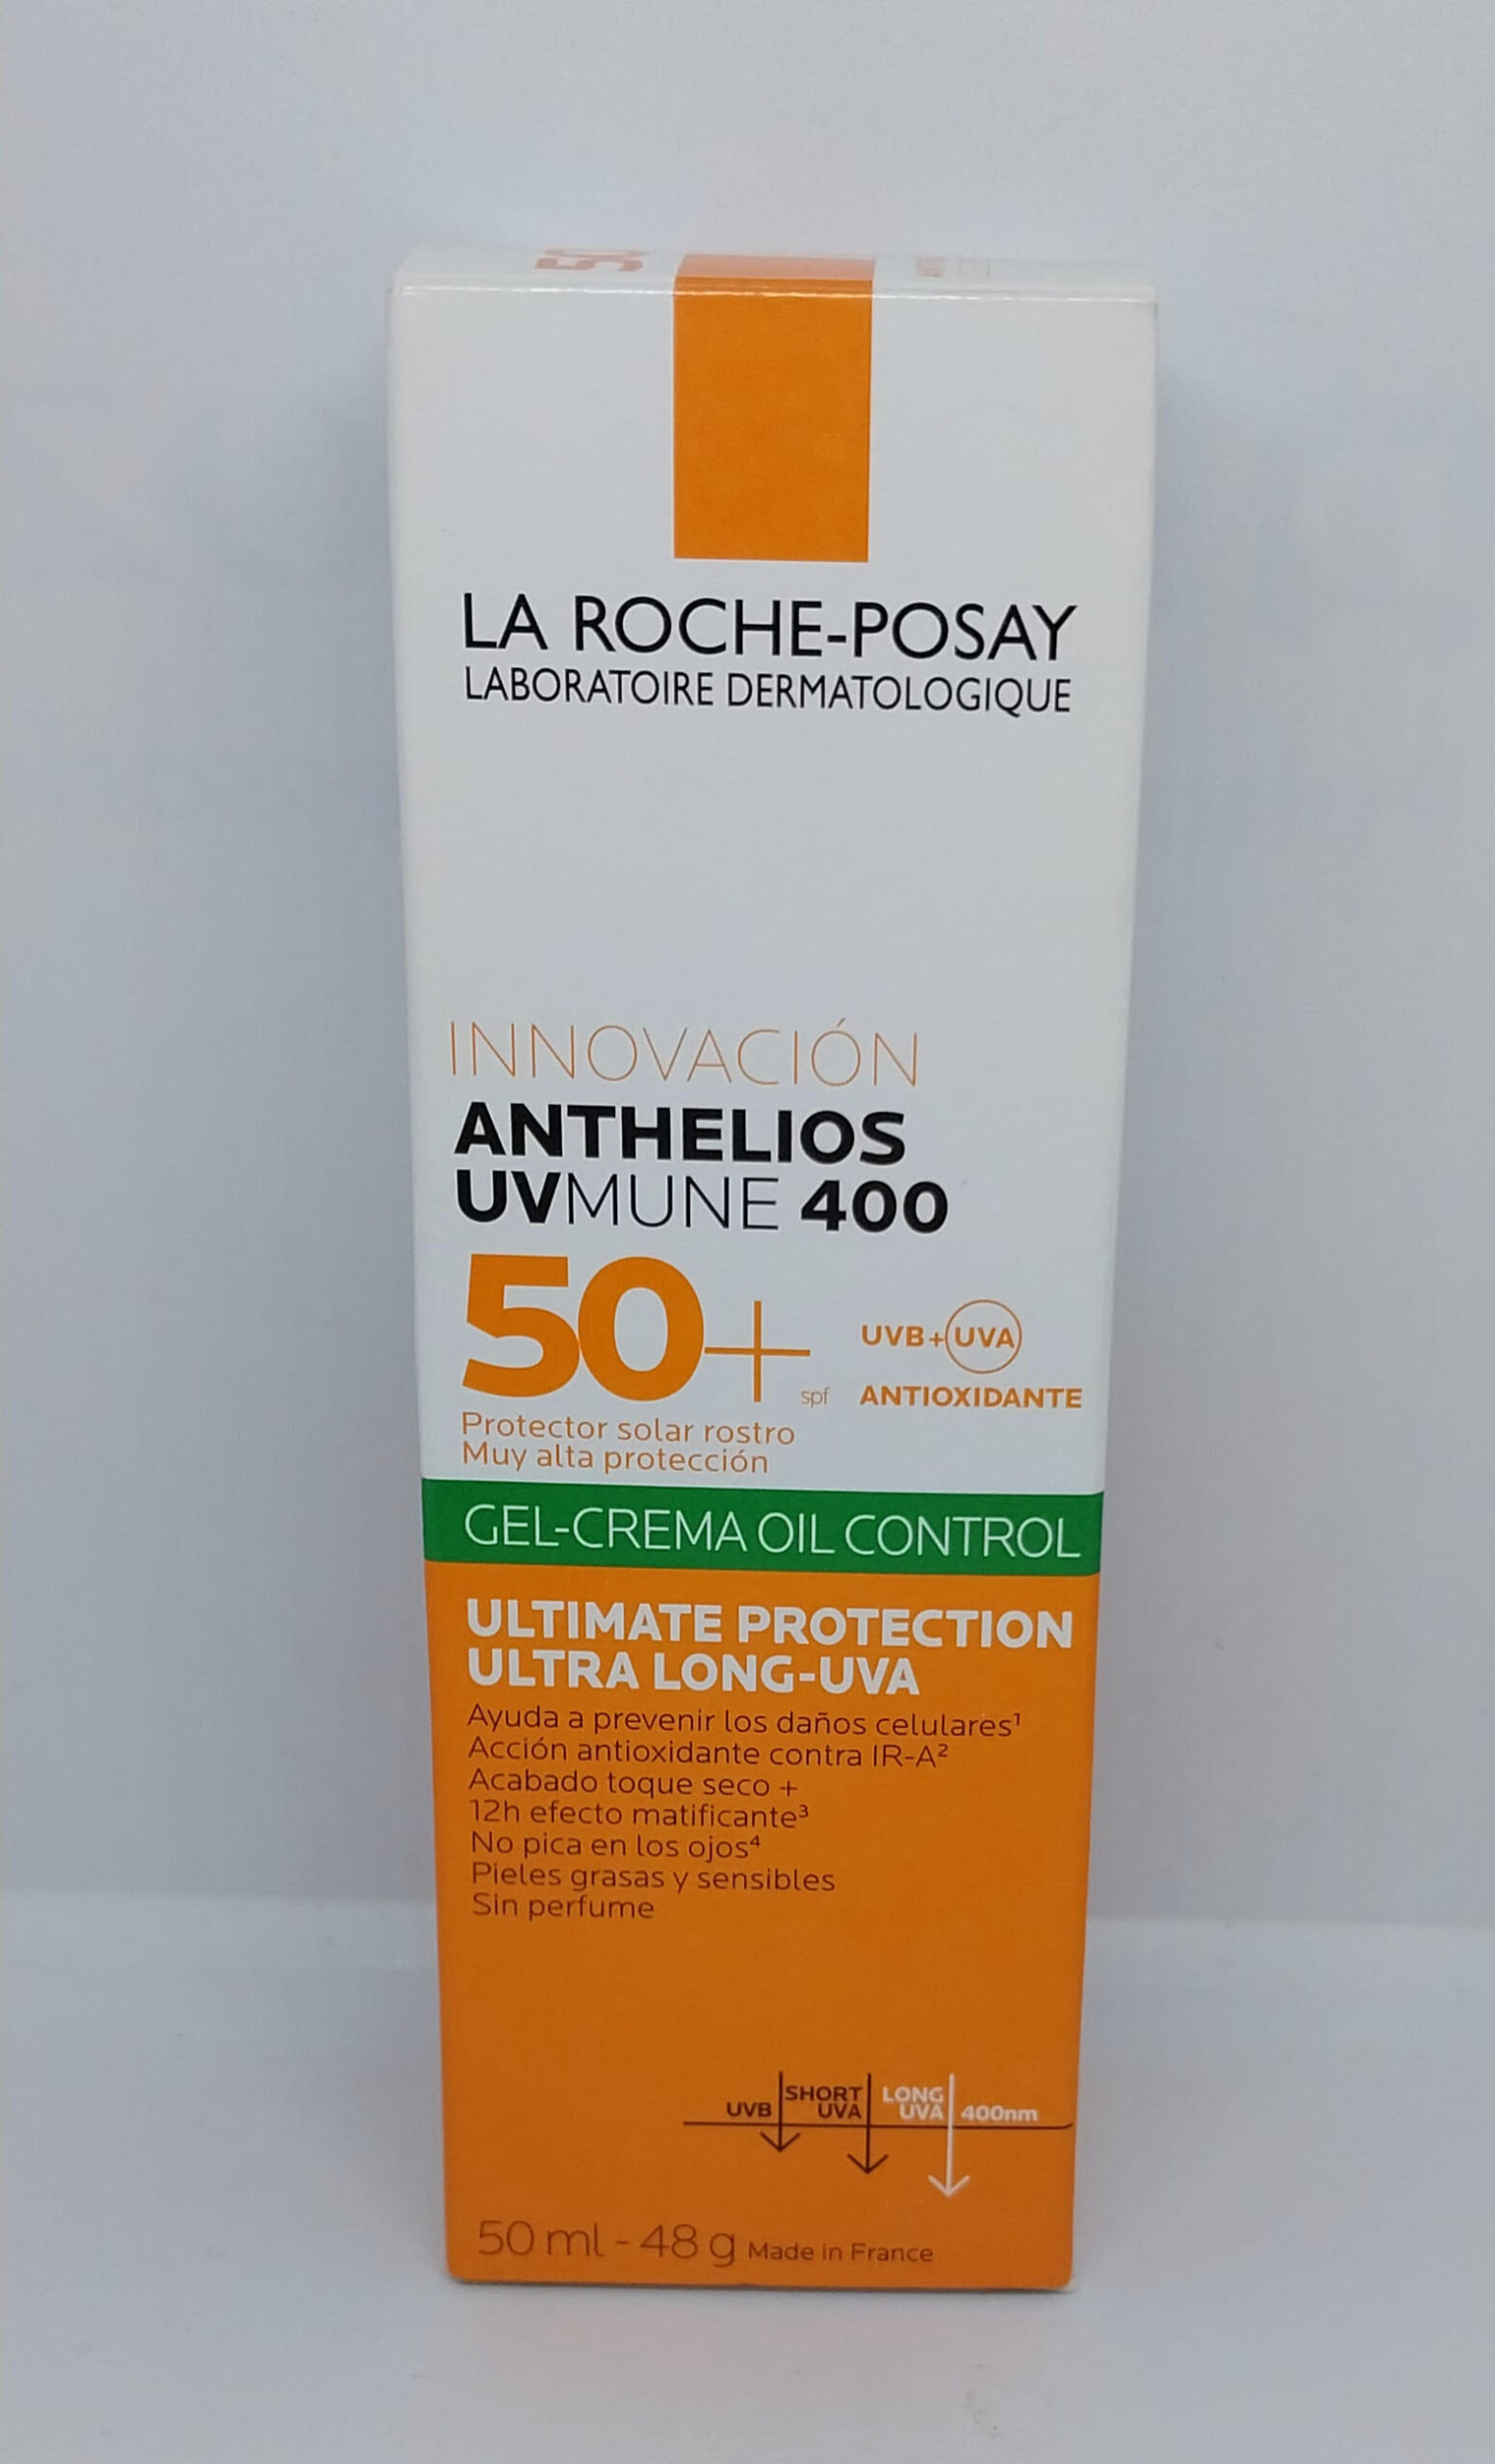 50
LA ROCHE-POSAY
LABORATOIRE DERMATOLOGIQUE
INNOVACIÓN
ANTHELIOS
UVMUNE 400
50+ spf
UVB+UVA
ANTIOXIDANTE
Protector solar rostro
Muy alta protección
GEL-CREMA OIL CONTROL
ULTIMATE PROTECTION
ULTRA LONG-UVA
Ayuda a prevenir los daños celulares¹
Acción antioxidante contra IR-A²
Acabado toque seco +
12h efecto matificante³
No pica en los ojos⁴
Pieles grasas y sensibles
Sin perfume
UVB
SHORT
UVA
LONG
UVA
400nm
50 ml - 48 g Made in France